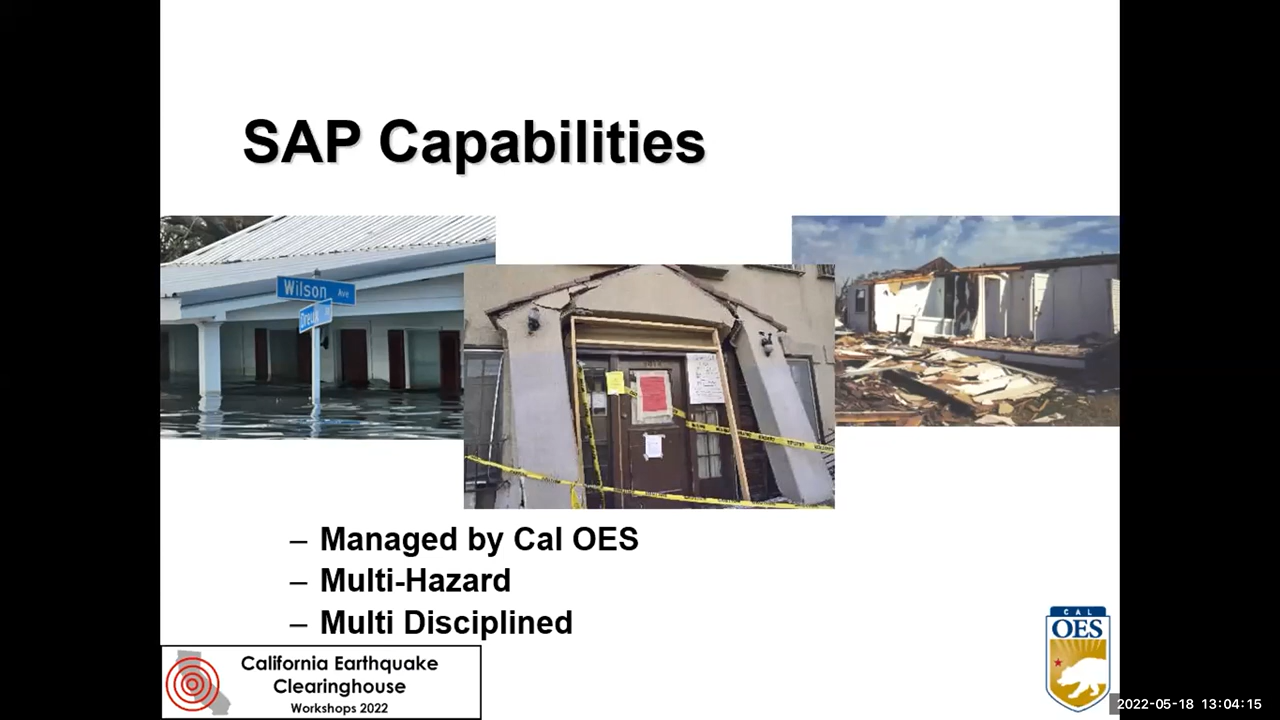 SAP Capabilities
Wilson Ave
Dreux
– Managed by Cal OES
– Multi-Hazard
– Multi Disciplined
California Earthquake
Clearinghouse
Workshops 2022
CAL
OES
2022-05-18 13:04:15